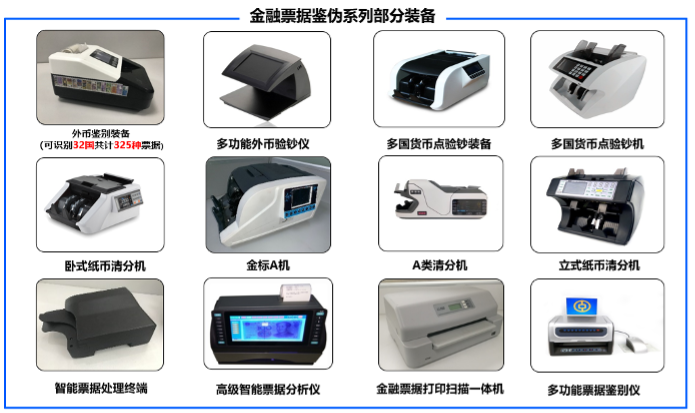 金融票据鉴伪系列部分装备
外币鉴别装备
(可识别32国共计325种票据)
多功能外币验钞仪
多国货币点验钞装备
多国货币点验钞机
卧式纸币清分机
金标A机
A类清分机
立式纸币清分机
智能票据处理终端
高级智能票据分析仪
金融票据打印扫描一体机
多功能票据鉴别仪